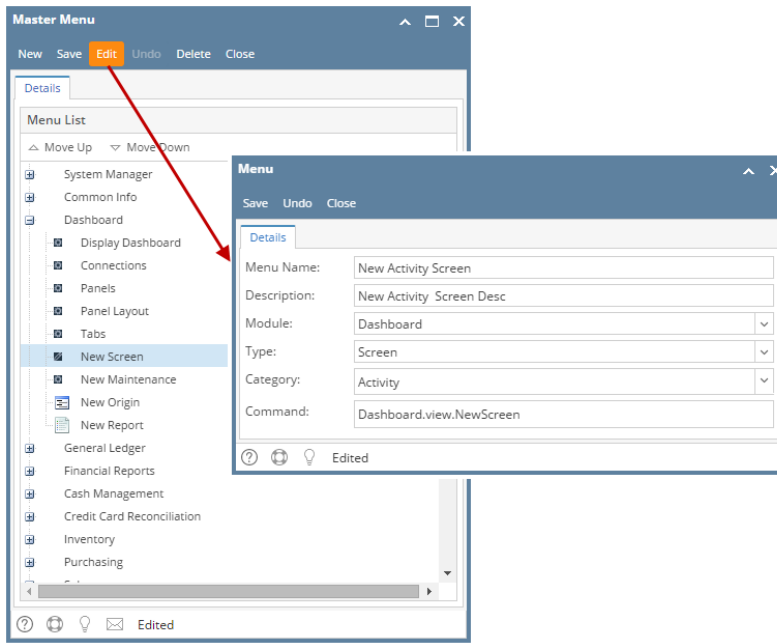 Master Menu
New Save Edit Undo Delete Close
Details
Menu List
Move Up Move Down
System Manager
Common Info
Dashboard
Display Dashboard
Connections
Panels
Panel Layout
Tabs
New Screen
New Maintenance
New Origin
New Report
General Ledger
Financial Reports
Cash Management
Credit Card Reconciliation
Inventory
Purchasing
Edited
Menu
Save Undo Close
Details
Menu Name: New Activity Screen
Description: New Activity Screen Desc
Module: Dashboard
Type: Screen
Category: Activity
Command: Dashboard.view.NewScreen
Edited